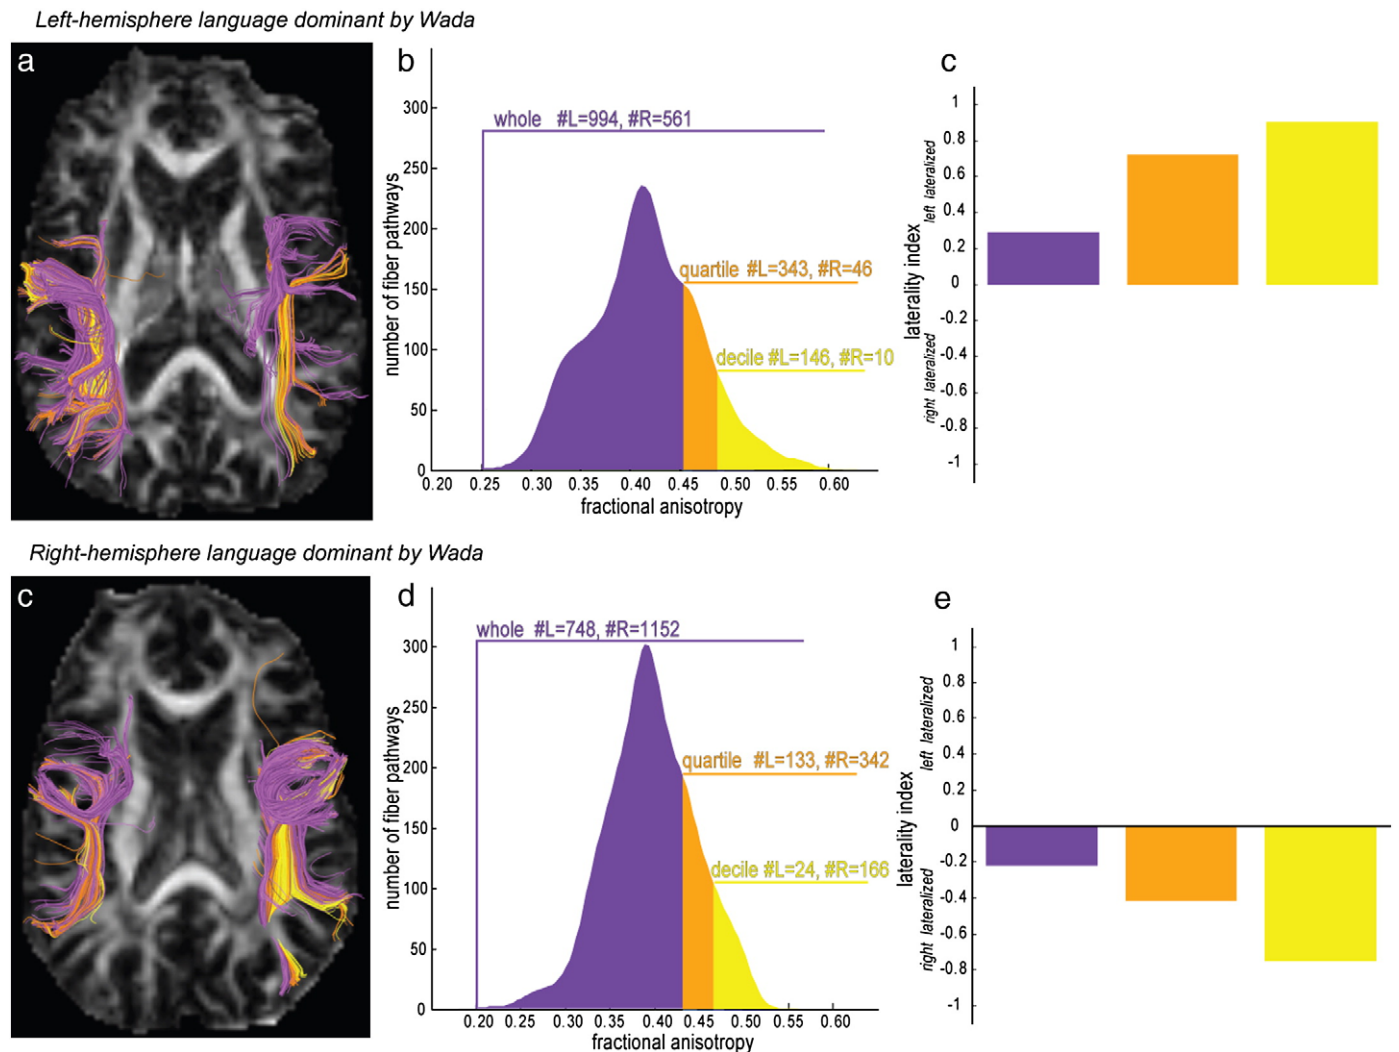 Left-hemisphere language dominant by Wada
a
b
number of fiber pathways
300
250
200
150
100
50
0
whole #L=994, #R=561
quartile #L=343, #R=46
decile #L=146, #R=10
0.20 0.25 0.30 0.35 0.40 0.45 0.50 0.55 0.60
fractional anisotropy
c
laterality index
left lateralized
right lateralized
1
0.8
0.6
0.4
0.2
0
-0.2
-0.4
-0.6
-0.8
-1
Right-hemisphere language dominant by Wada
c
d
number of fiber pathways
300
250
200
150
100
50
0
whole #L=748, #R=1152
quartile #L=133, #R=342
decile #L=24, #R=166
0.20 0.25 0.30 0.35 0.40 0.45 0.50 0.55 0.60
fractional anisotropy
e
laterality index
left lateralized
right lateralized
1
0.8
0.6
0.4
0.2
0
-0.2
-0.4
-0.6
-0.8
-1